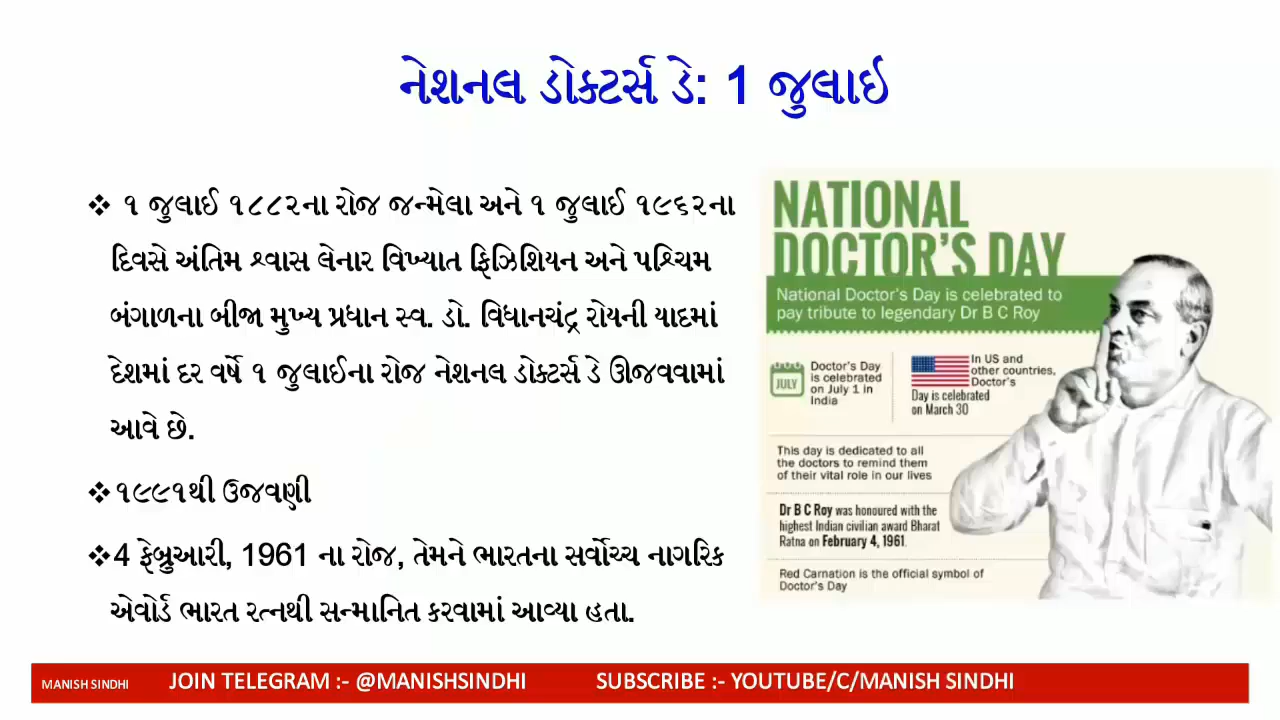 નેશનલ ડોક્ટર્સ ડે: 1 જુલાઈ
❖ ૧ જુલાઈ ૧૮૮૨ના રોજ જન્મેલા અને ૧ જુલાઈ ૧૯૬૨ના
દિવસે અંતિમ શ્વાસ લેનાર વિખ્યાત ફિઝિશિયન અને પશ્ચિમ
બંગાળના બીજા મુખ્ય પ્રધાન સ્વ. ડો. વિધાનચંદ્ર રોયની યાદમાં
દેશમાં દર વર્ષે ૧ જુલાઈના રોજ નેશનલ ડોક્ટર્સ ડે ઊજવવામાં
આવે છે.
❖૧૯૯૧થી ઉજવણી
❖4 ફેબ્રુઆરી, 1961 ના રોજ, તેમને ભારતના સર્વોચ્ચ નાગરિક
એવોર્ડ ભારત રત્નથી સન્માનિત કરવામાં આવ્યા હતા.
NATIONAL
DOCTOR'S DAY
National Doctor's Day is celebrated to
pay tribute to legendary Dr B C Roy
JULY
Doctor's Day
is celebrated
on July 1 in
India
In US and
other countries,
Doctor's
Day is celebrated
on March 30
This day is dedicated to all
the doctors to remind them
of their vital role in our lives
Dr B C Roy was honoured with the
highest Indian civilian award Bharat
Ratna on February 4, 1961
Red Carnation is the official symbol of
Doctor's Day
MANISH SINDHI JOIN TELEGRAM :- @MANISHSINDHI SUBSCRIBE :- YOUTUBE/C/MANISH SINDHI